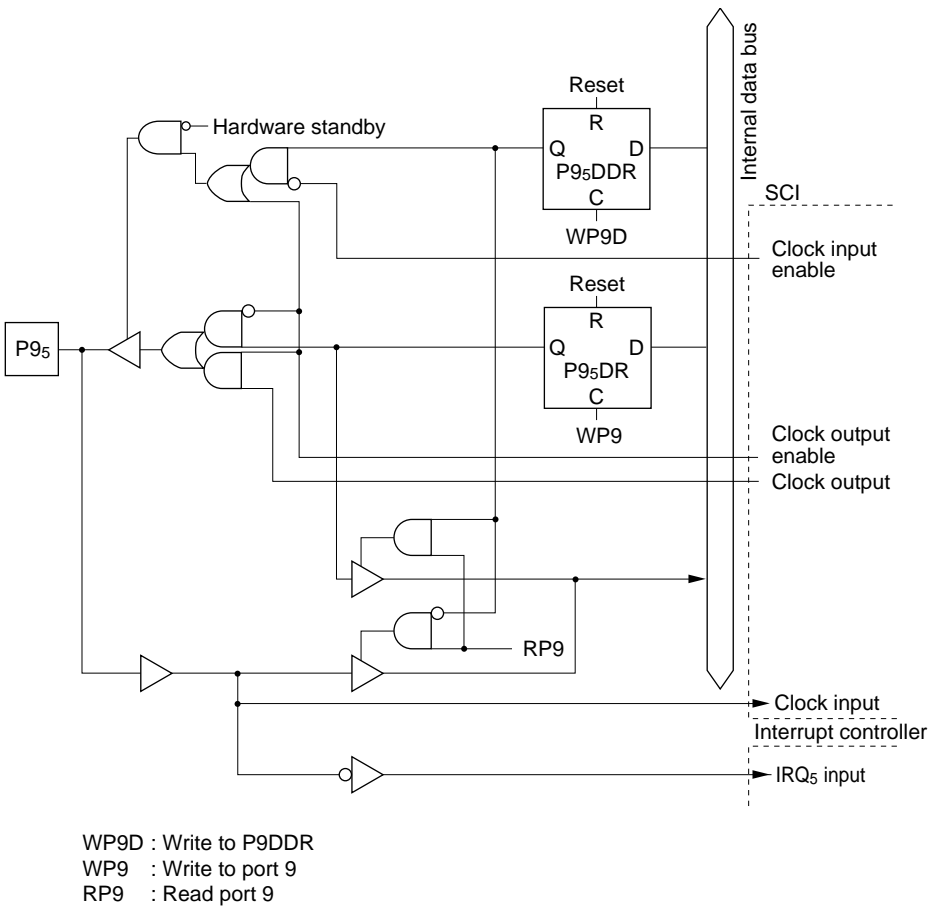 Internal data bus
Reset
Hardware standby
R
Q D
P9₅DDR
C
WP9D
SCI
Clock input
enable
Reset
R
P9₅
Q D
P9₅DR
C
WP9
Clock output
enable
Clock output
RP9
Clock input
Interrupt controller
IRQ₅ input
WP9D : Write to P9DDR
WP9 : Write to port 9
RP9 : Read port 9